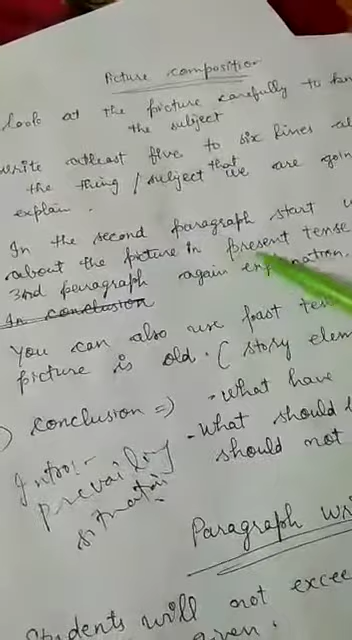 Picture composition
Look at the picture carefully to
the subject
write atleast five to six lines
the thing / subject that we are going
explain.
In the second paragraph start
about the picture in present tense
3rd peragraph again
In conclusion
You can also use past
picture is old. ( story
conclusion =) - what have
- what should
should not
Intro:-
prevailing
situation
Paragraph
Students will not
given: